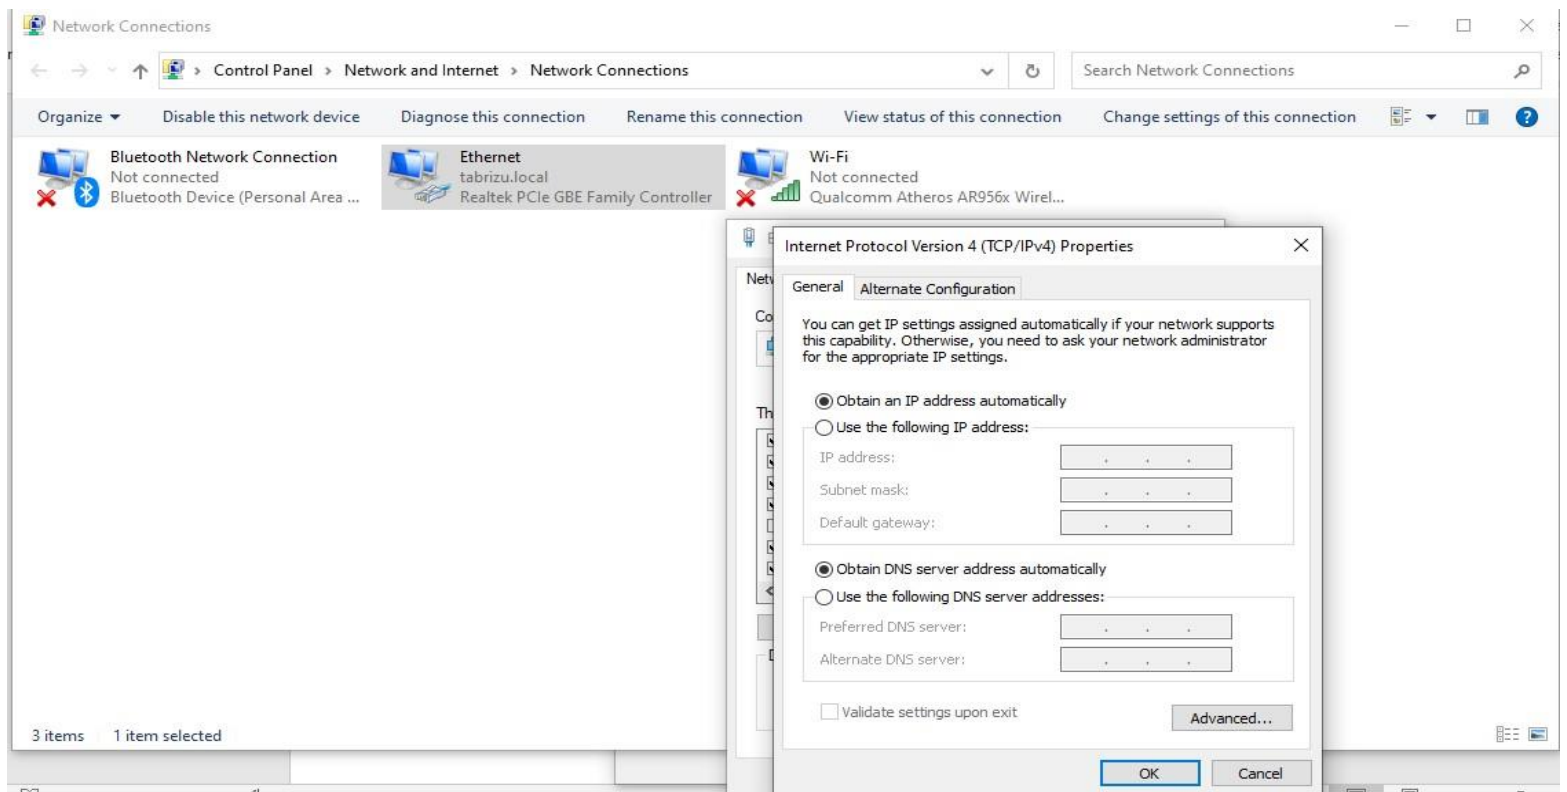 Network Connections
Control Panel > Network and Internet > Network Connections
Search Network Connections
Organize Disable this network device Diagnose this connection Rename this connection View status of this connection Change settings of this connection
Bluetooth Network Connection
Not connected
Bluetooth Device (Personal Area ...
Ethernet
tabrizu.local
Realtek PCIe GBE Family Controller
Wi-Fi
Not connected
Qualcomm Atheros AR956x Wirel...
Internet Protocol Version 4 (TCP/IPv4) Properties
General Alternate Configuration
You can get IP settings assigned automatically if your network supports
this capability. Otherwise, you need to ask your network administrator
for the appropriate IP settings.
Obtain an IP address automatically
Use the following IP address:
IP address:
Subnet mask:
Default gateway:
Obtain DNS server address automatically
Use the following DNS server addresses:
Preferred DNS server:
Alternate DNS server:
Validate settings upon exit
Advanced...
OK Cancel
3 items 1 item selected